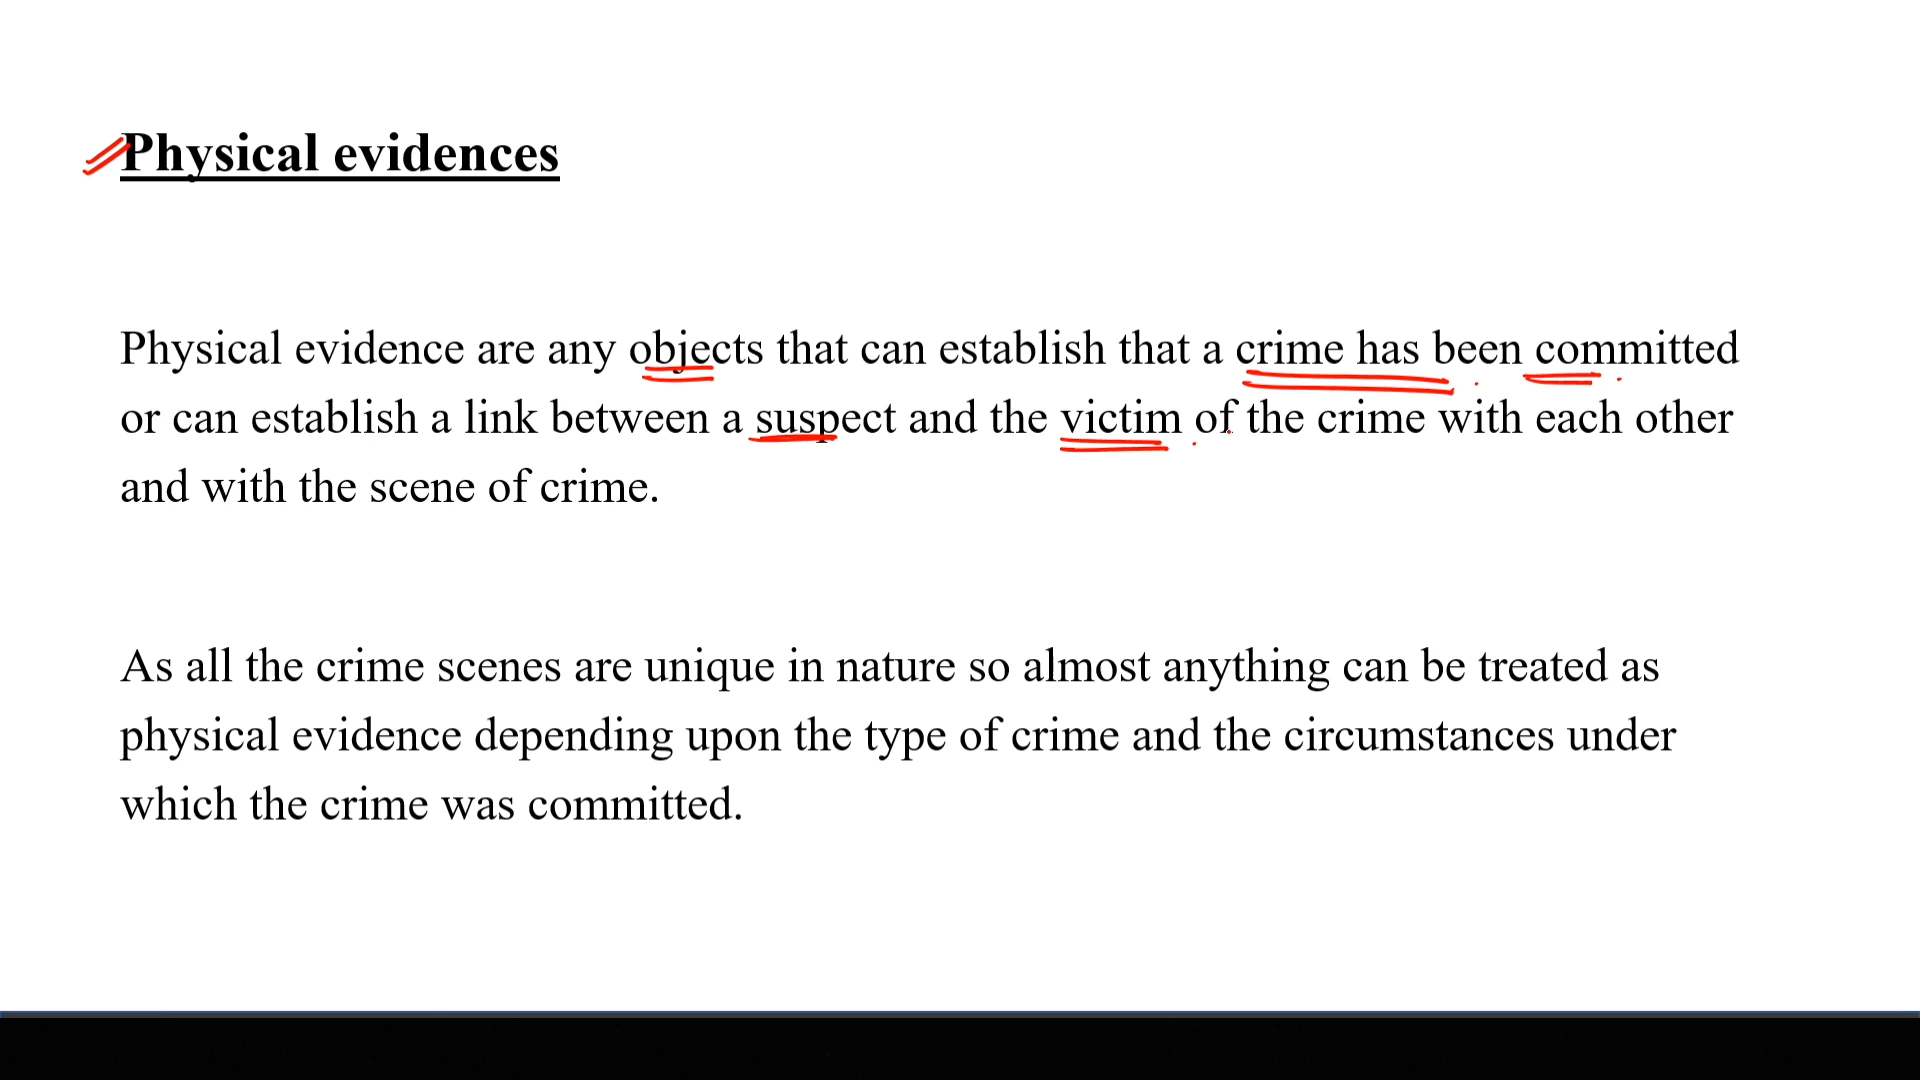 Physical evidences
Physical evidence are any objects that can establish that a crime has been committed
or can establish a link between a suspect and the victim of the crime with each other
and with the scene of crime.
As all the crime scenes are unique in nature so almost anything can be treated as
physical evidence depending upon the type of crime and the circumstances under
which the crime was committed.